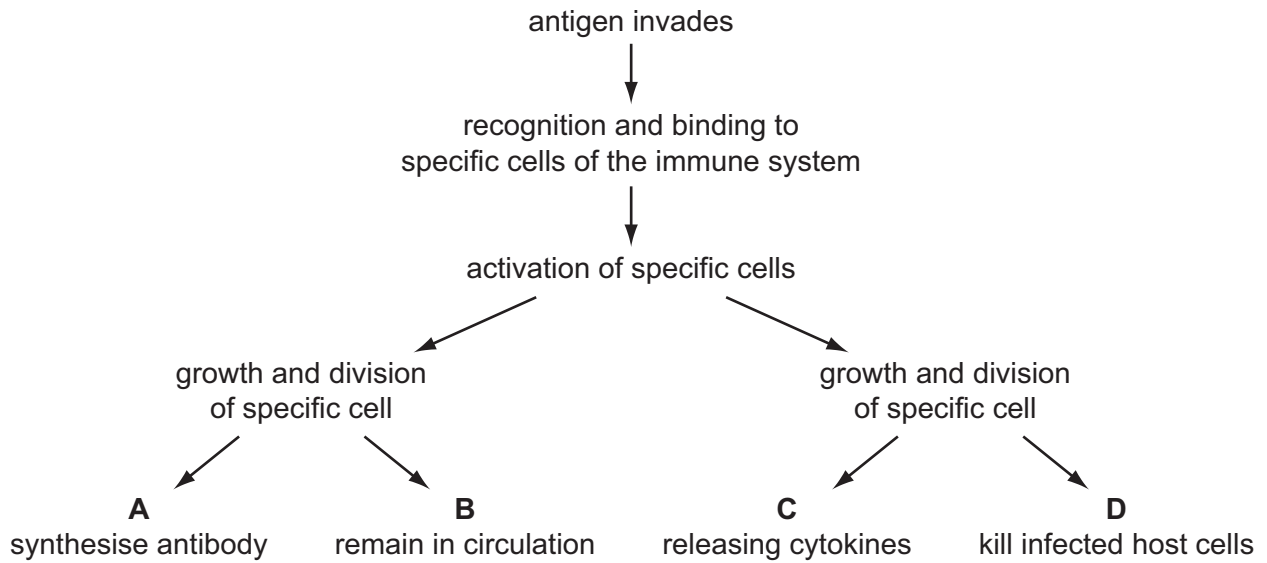 antigen invades
recognition and binding to
specific cells of the immune system
activation of specific cells
growth and division
of specific cell
growth and division
of specific cell
A
synthesise antibody
B
remain in circulation
C
releasing cytokines
D
kill infected host cells